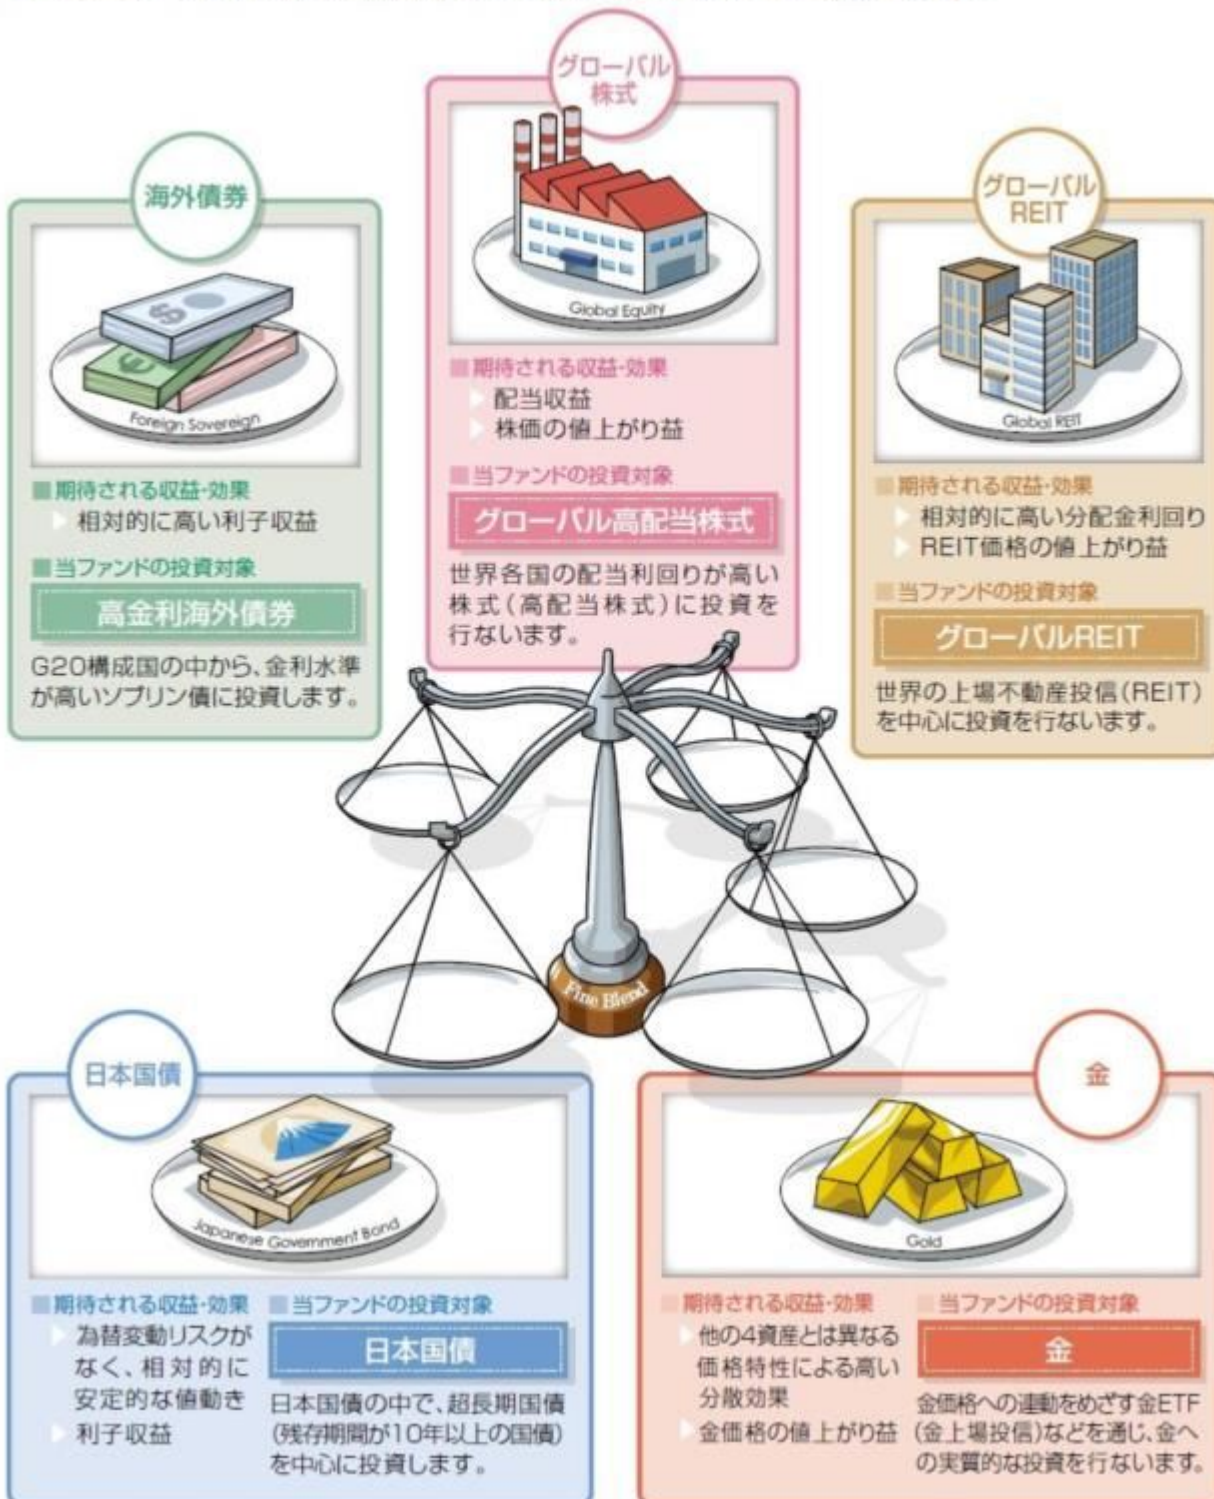 グローバル
株式
Global Equity
■期待される収益・効果
配当収益
株価の値上がり益
■当ファンドの投資対象
グローバル高配当株式
世界各国の配当利回りが高い
株式(高配当株式)に投資を
行ないます。
海外債券
Foreign Sovereign
■期待される収益・効果
相対的に高い利子収益
■当ファンドの投資対象
高金利海外債券
G20構成国の中から、金利水準
が高いソブリン債に投資します。
グローバル
REIT
Global REIT
■期待される収益・効果
相対的に高い分配金利回り
REIT価格の値上がり益
■当ファンドの投資対象
グローバルREIT
世界の上場不動産投信(REIT)
を中心に投資を行ないます。
Fine Blend
日本国債
Japanese Government Bond
■期待される収益・効果
為替変動リスクが
なく、相対的に
安定的な値動き
利子収益
■当ファンドの投資対象
日本国債
日本国債の中で、超長期国債
(残存期間が10年以上の国債)
を中心に投資します。
金
Gold
■期待される収益・効果
他の4資産とは異なる
価格特性による高い
分散効果
金価格の値上がり益
■当ファンドの投資対象
金
金価格への連動をめざす金ETF
(金上場投信)などを通じ、金へ
の実質的な投資を行ないます。